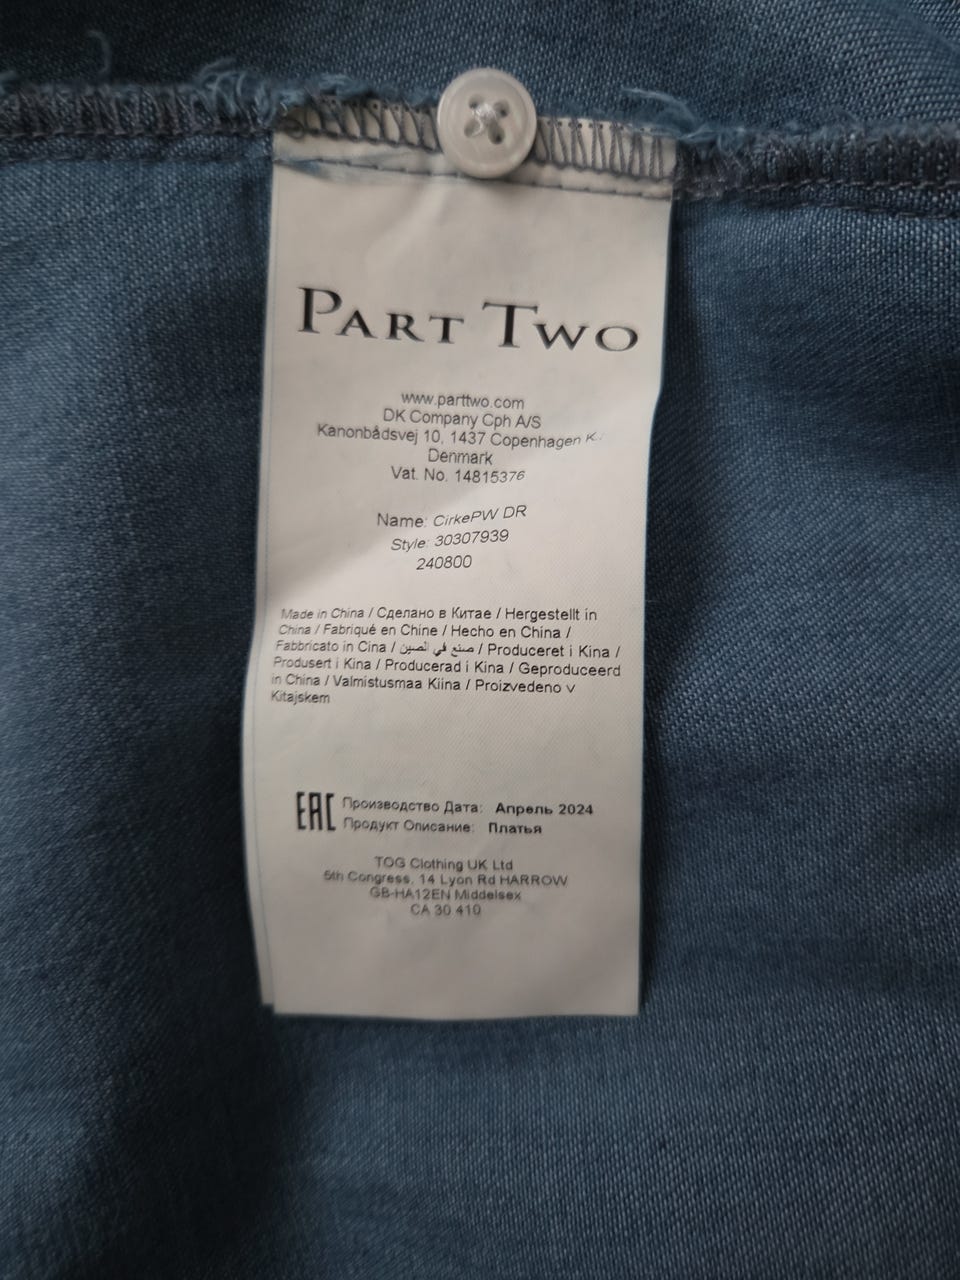 PART TWO
www.parttwo.com
DK Company Cph A/S
Kanonbådsvej 10, 1437 Copenhagen K.
Denmark
Vat. No. 14815376
Name: CirkePW DR
Style: 30307939
240800
Made in China / Сделано в Китае / Hergestellt in
China / Fabriqué en Chine / Hecho en China /
Fabbricato in Cina / صنع في الصين / Produceret i Kina /
Produsert i Kina / Producerad i Kina / Geproduceerd
in China / Valmistusmaa Kiina / Proizvedeno v
Kitajskem
EAC Производство Дата: Апрель 2024
Продукт Описание: Платья
TOG Clothing UK Ltd
5th Congress, 14 Lyon Rd HARROW
GB-HA12EN Middelsex
CA 30 410